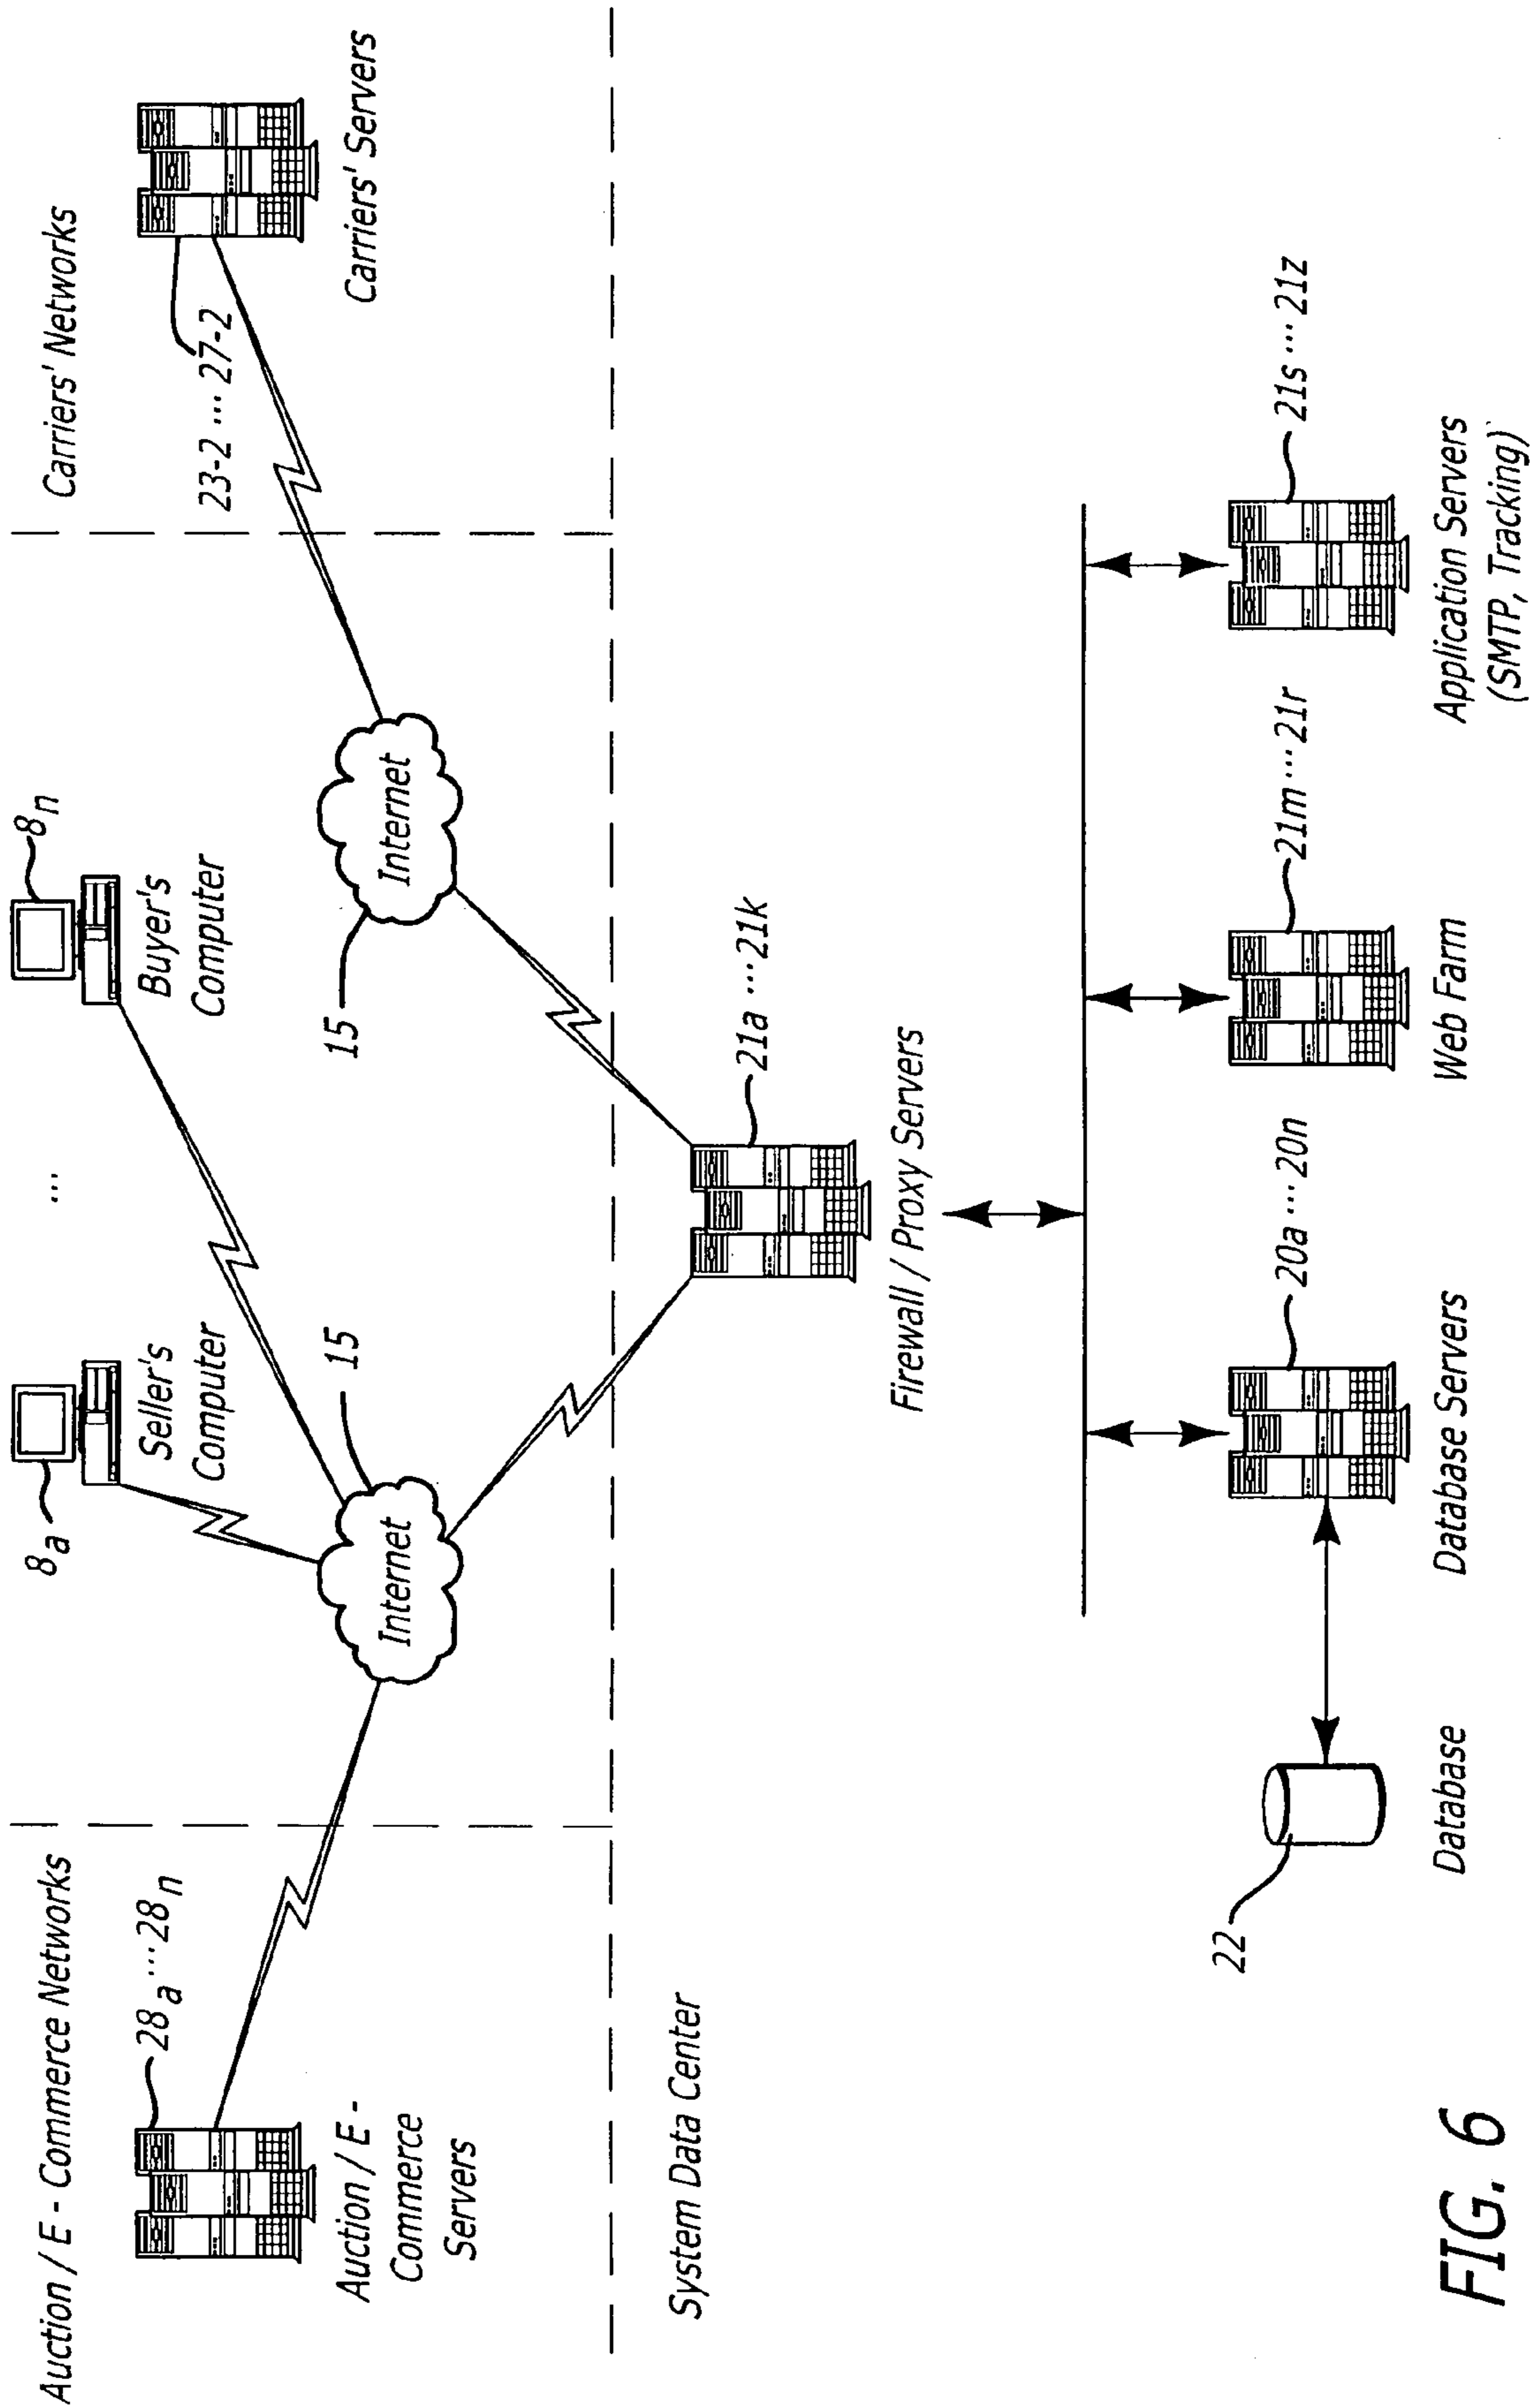 Auction / E - Commerce Networks
Carriers' Networks
8a
8n
...
28a ... 28n
Seller's
Computer
Buyer's
Computer
23-2 ... 27-2
Auction / E -
Commerce
Servers
15
Internet
15
Internet
Carriers' Servers
System Data Center
21a ... 21k
Firewall / Proxy Servers
22
20a ... 20n
21m ... 21r
21s ... 21z
Database
Database Servers
Web Farm
Application Servers
(SMTP, Tracking)
FIG. 6